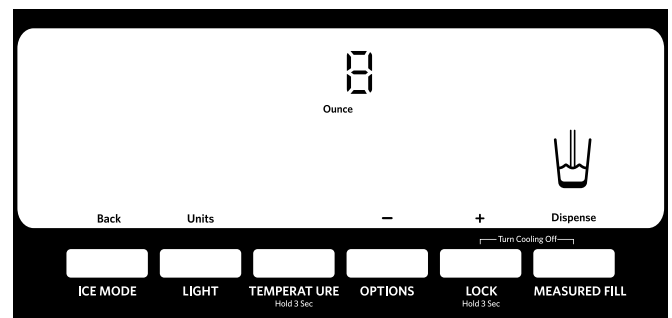 8
Ounce
Back Units − + Dispense
Turn Cooling Off
ICE MODE LIGHT TEMPERAT URE OPTIONS LOCK MEASURED FILL
Hold 3 Sec Hold 3 Sec